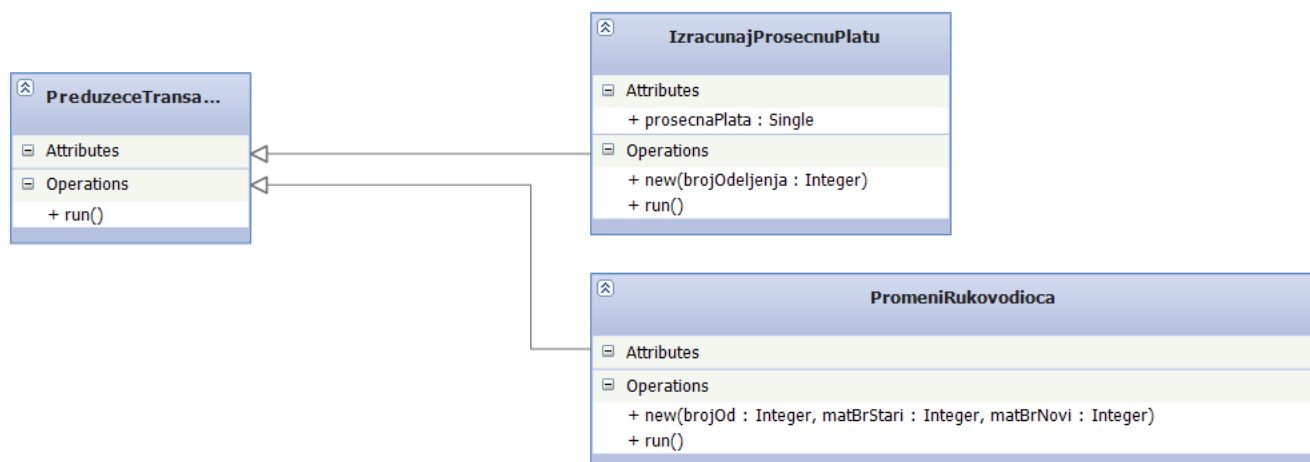 PreduzeceTransa...
Attributes
Operations
+ run()
IzracunajProsecnuPlatu
Attributes
+ prosecnaPlata : Single
Operations
+ new(brojOdeljenja : Integer)
+ run()
PromeniRukovodioca
Attributes
Operations
+ new(brojOd : Integer, matBrStari : Integer, matBrNovi : Integer)
+ run()